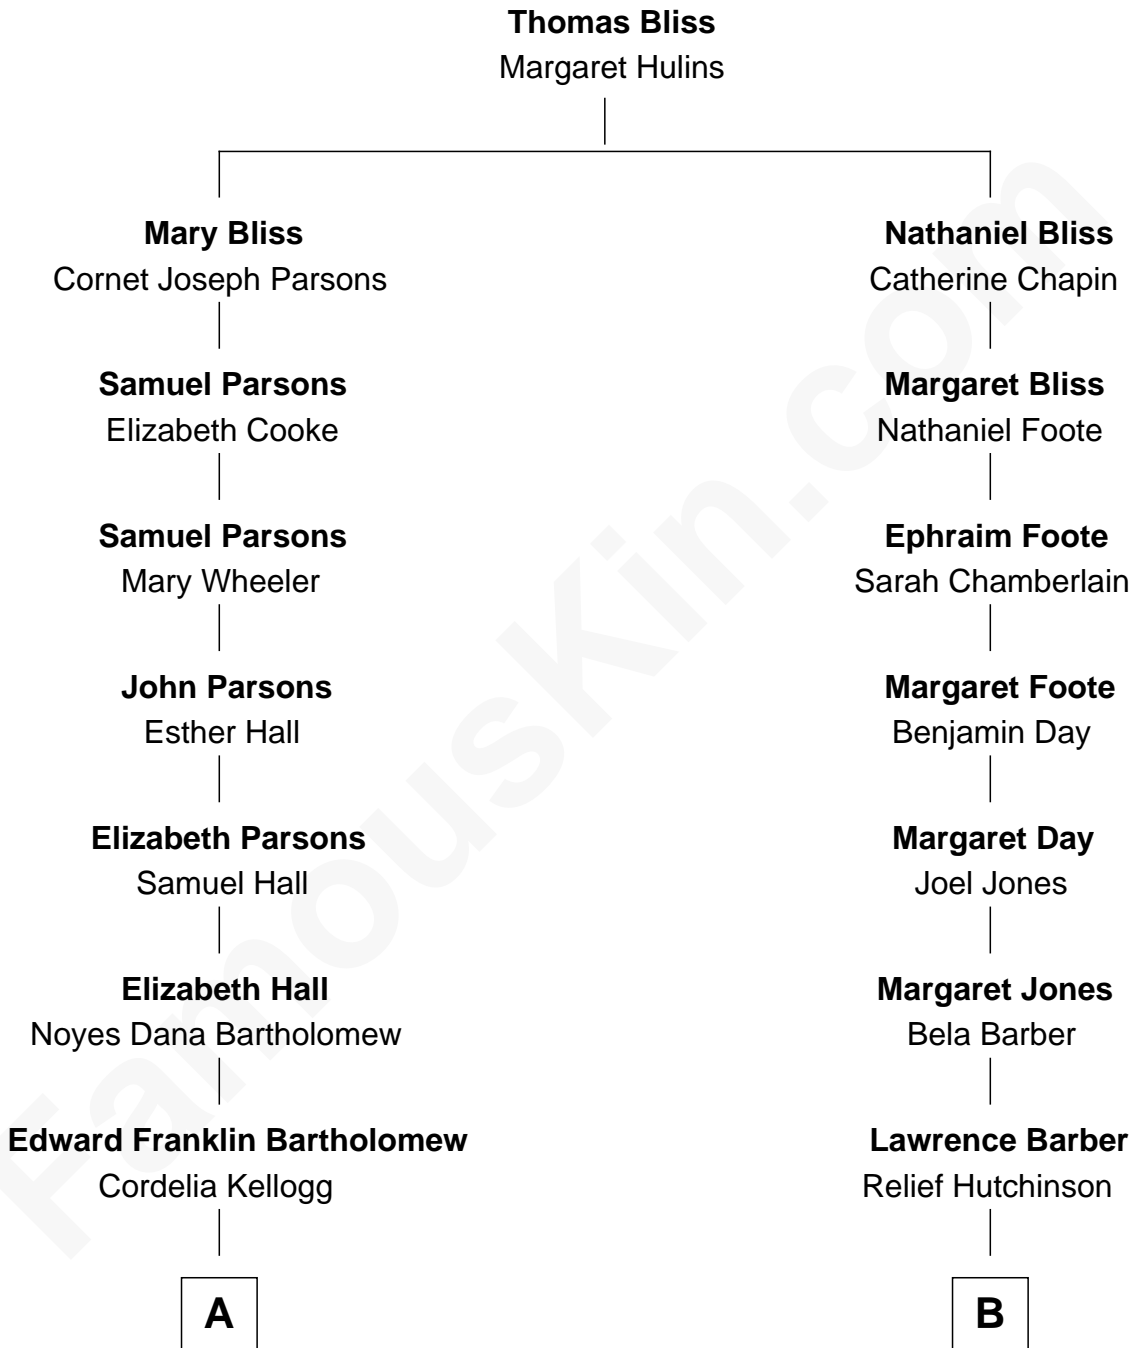 Thomas Bliss
Margaret Hulins
Mary Bliss
Cornet Joseph Parsons
Nathaniel Bliss
Catherine Chapin
Samuel Parsons
Elizabeth Cooke
Margaret Bliss
Nathaniel Foote
Samuel Parsons
Mary Wheeler
Ephraim Foote
Sarah Chamberlain
John Parsons
Esther Hall
Margaret Foote
Benjamin Day
Elizabeth Parsons
Samuel Hall
Margaret Day
Joel Jones
Elizabeth Hall
Noyes Dana Bartholomew
Margaret Jones
Bela Barber
Edward Franklin Bartholomew
Cordelia Kellogg
Lawrence Barber
Relief Hutchinson
A
B
FamousKin.com